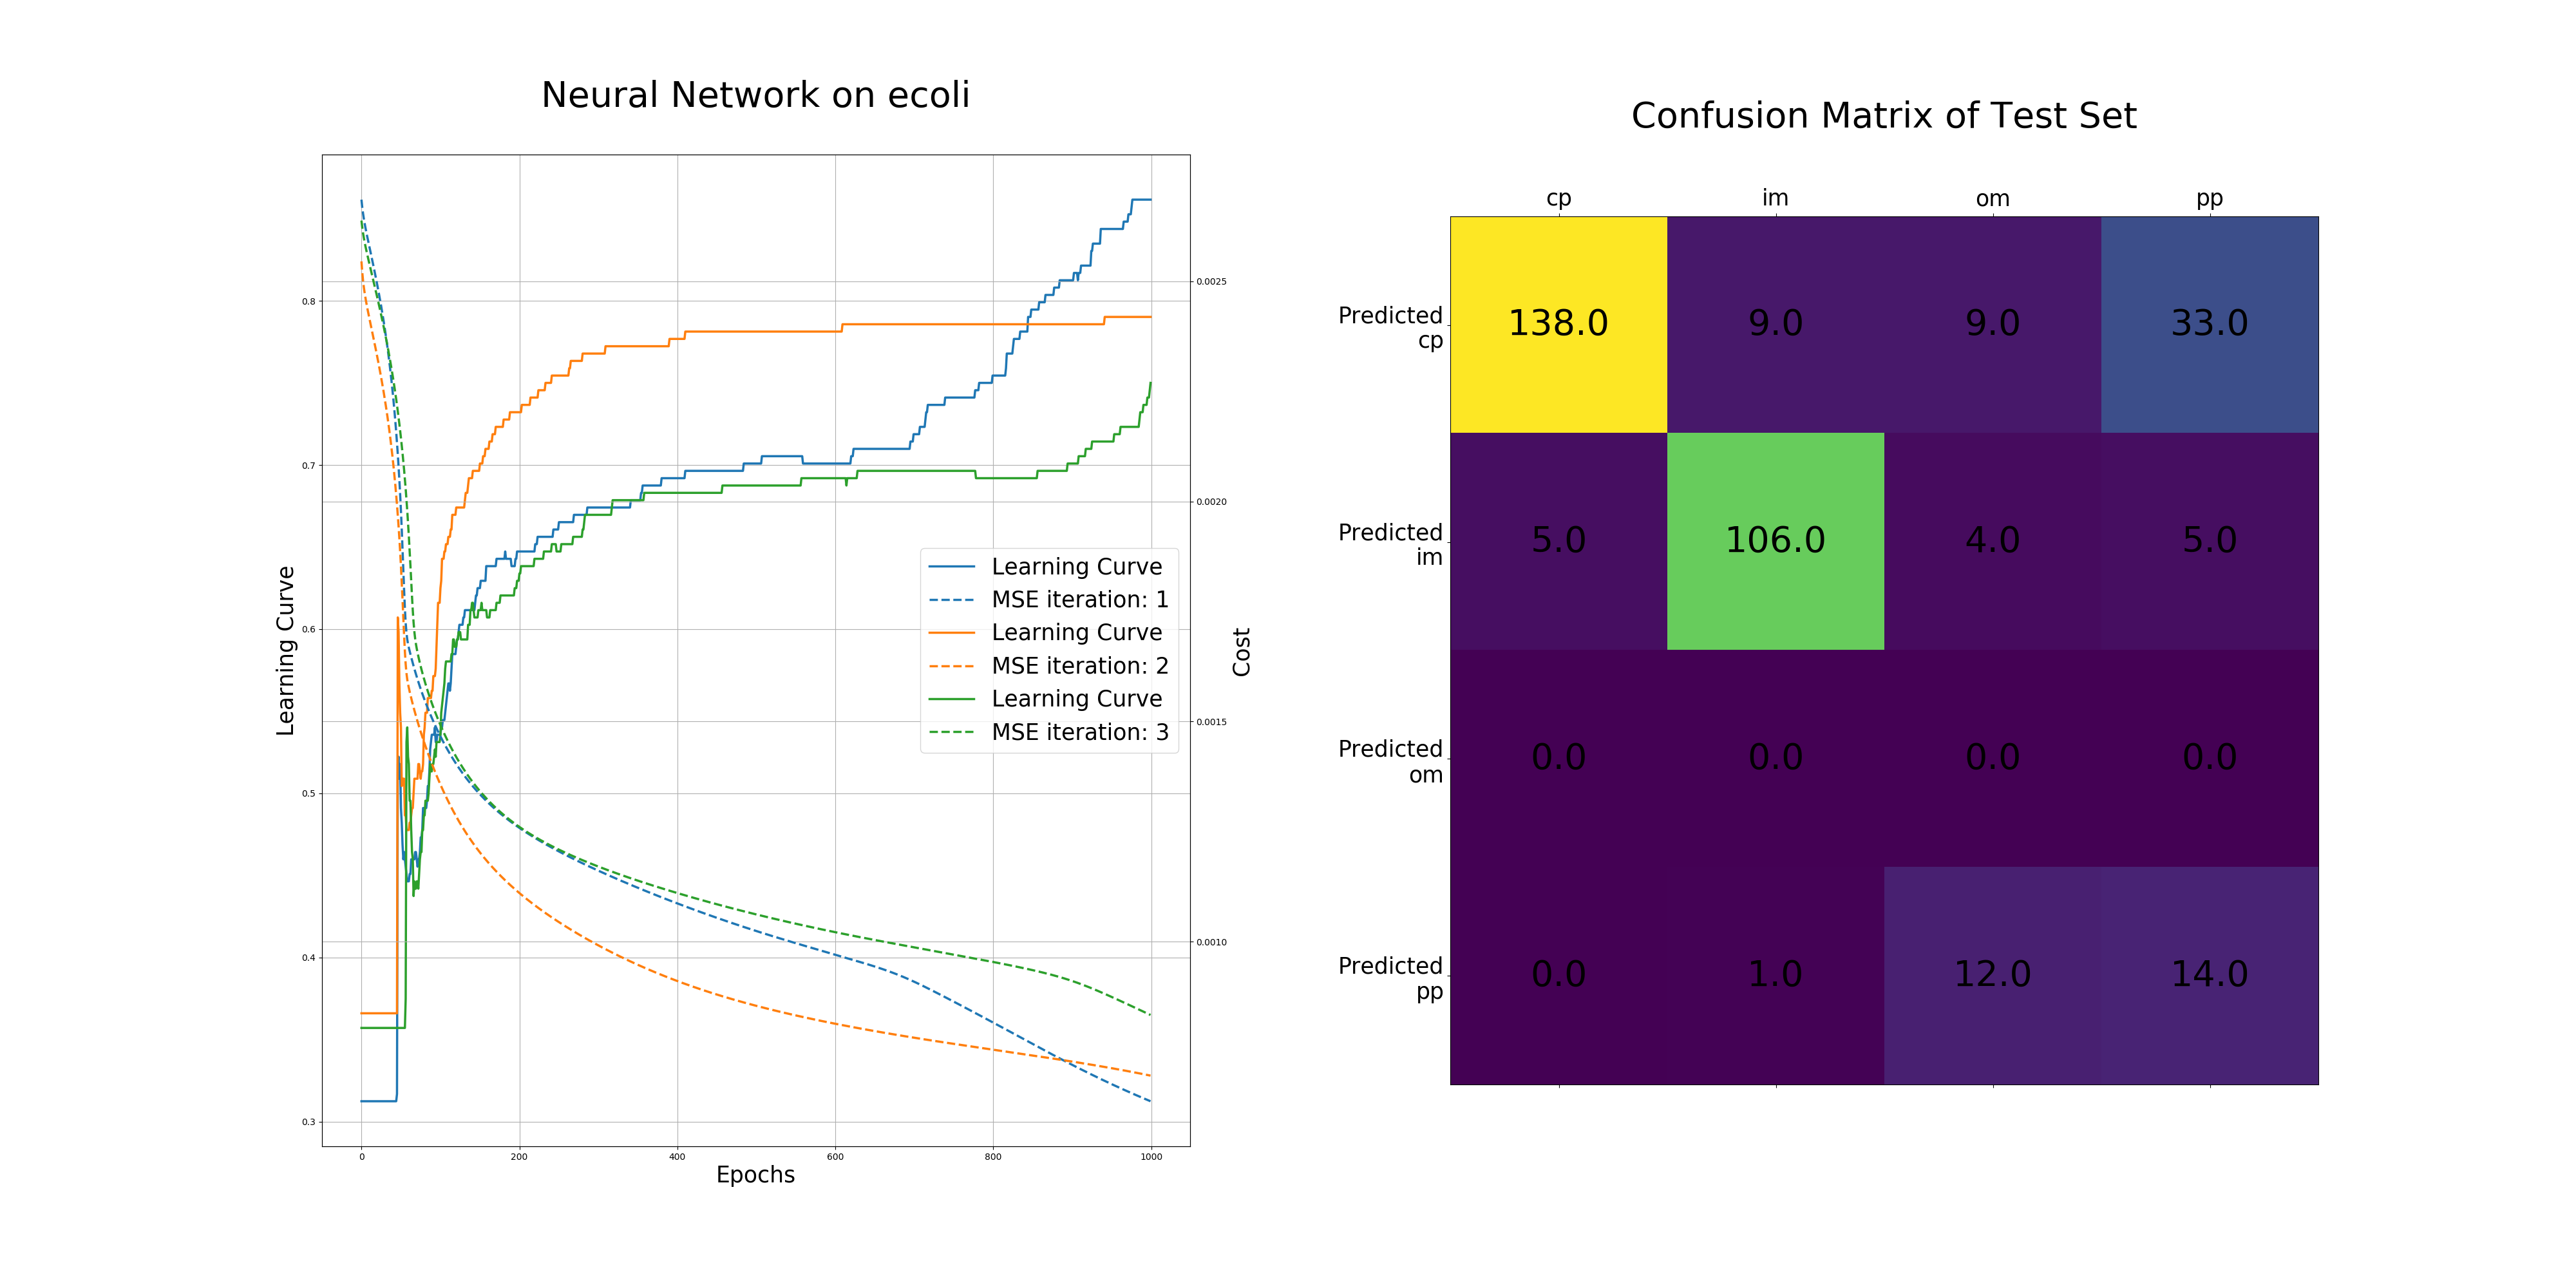 Neural Network on ecoli
Learning Curve
0.8
0.7
0.6
0.5
0.4
0.3
0
200
400
600
800
1000
Epochs
0.0025
0.0020
0.0015
0.0010
Cost
Learning Curve
MSE iteration: 1
Learning Curve
MSE iteration: 2
Learning Curve
MSE iteration: 3
Confusion Matrix of Test Set
cp im om pp
Predicted
cp
138.0 9.0 9.0 33.0
Predicted
im
5.0 106.0 4.0 5.0
Predicted
om
0.0 0.0 0.0 0.0
Predicted
pp
0.0 1.0 12.0 14.0